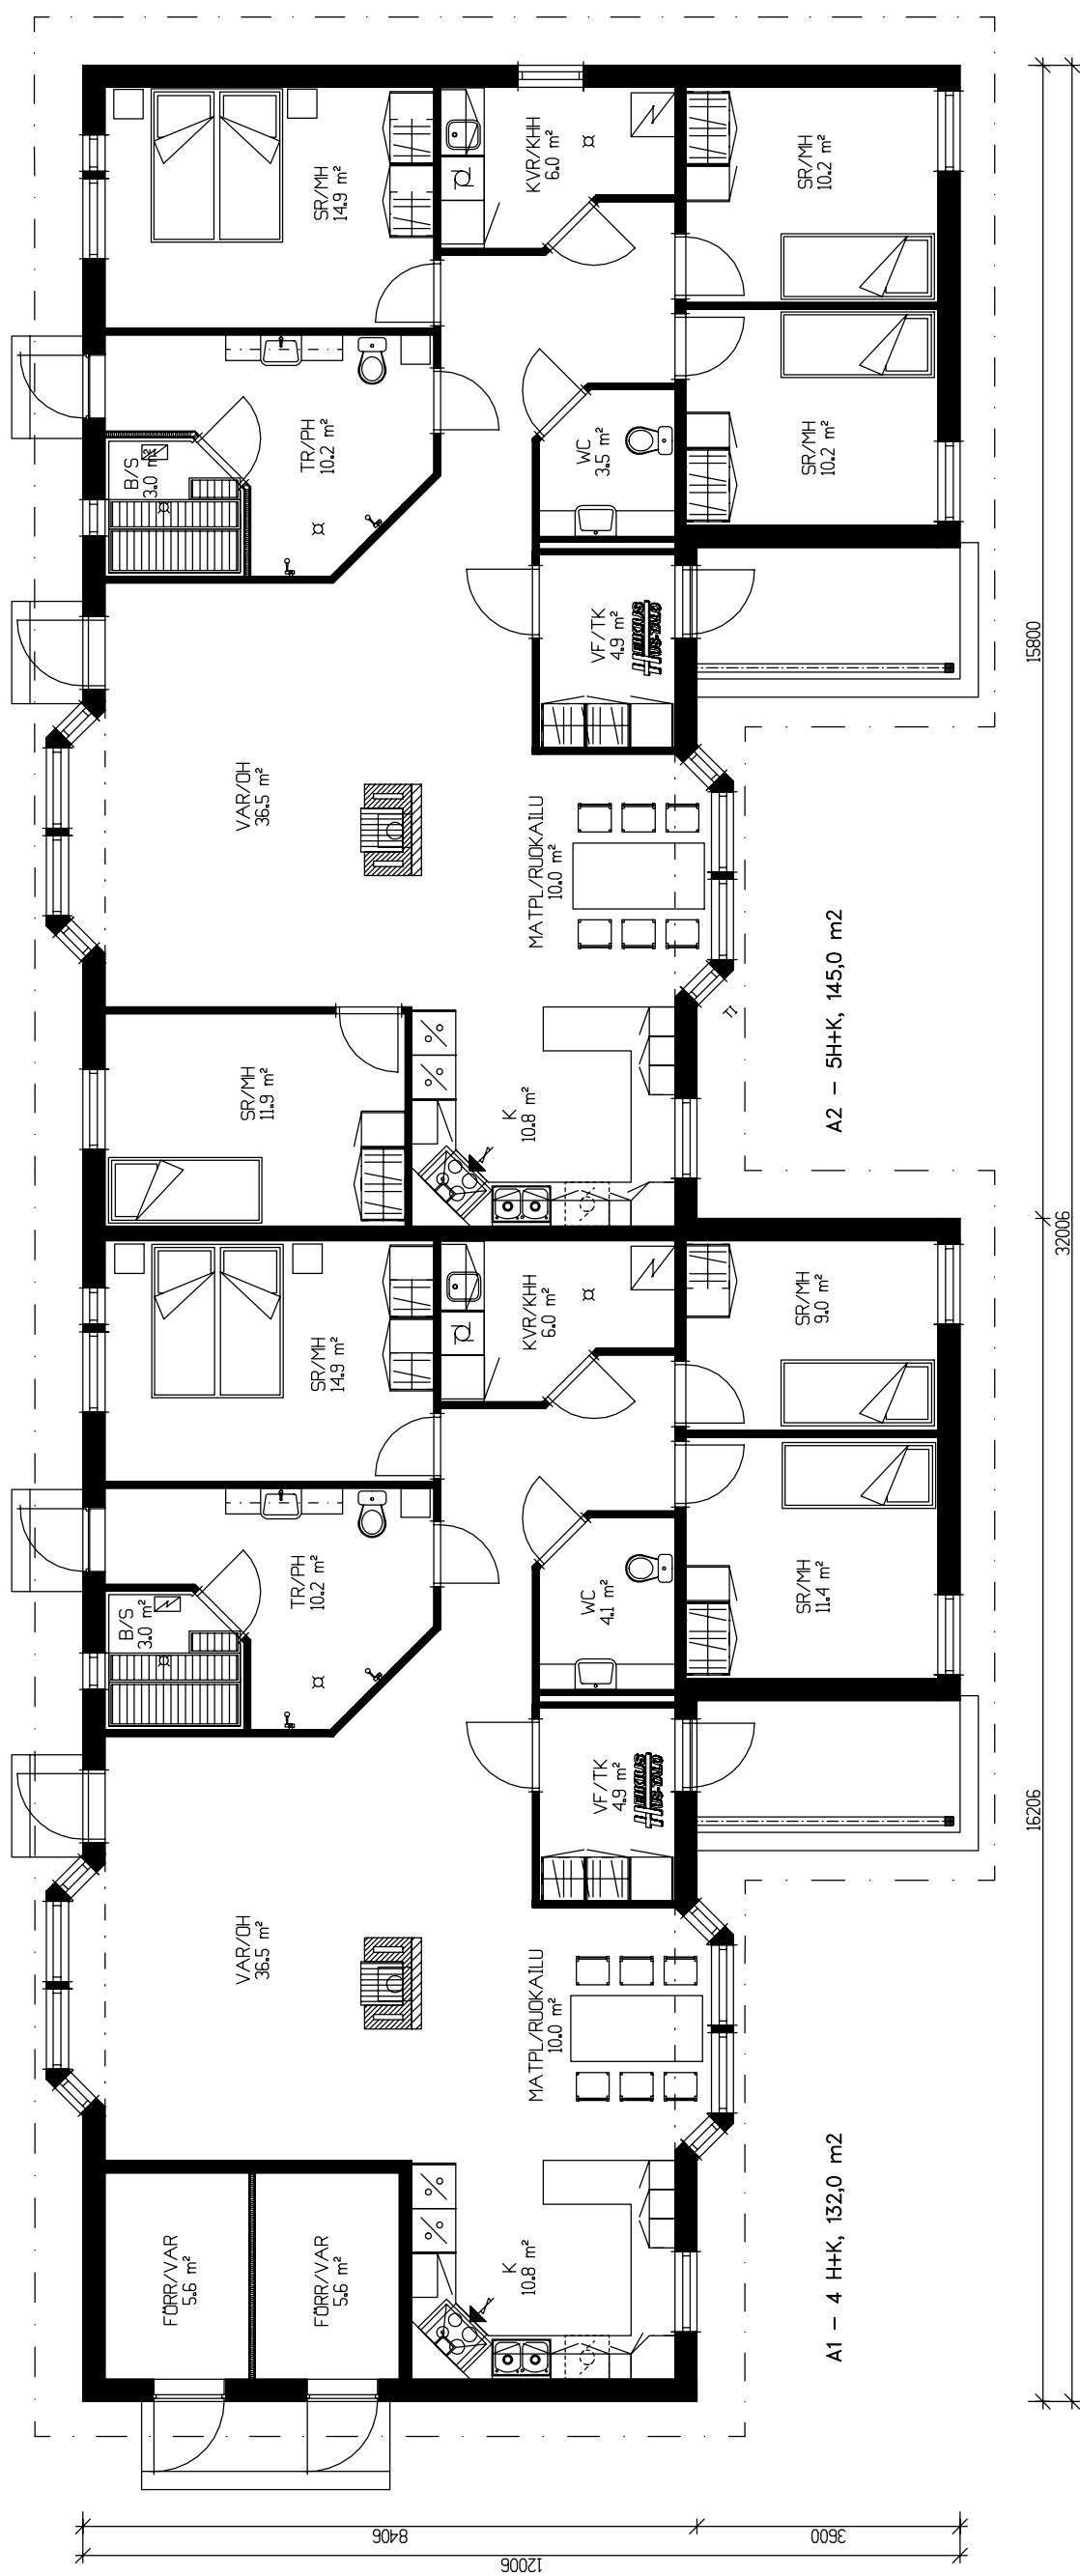 SR/MH
14.9 m²
KVR/KHH
6.0 m²
SR/MH
10.2 m²
B/S
3.0 m²
TR/PH
10.2 m²
WC
3.5 m²
SR/MH
10.2 m²
VF/TK
4.9 m²
HEIKIUS
HUS-TALO
VAR/OH
36.5 m²
MATPL/RUOKAILU
10.0 m²
SR/MH
11.9 m²
K
10.8 m²
A2 - 5H+K, 145,0 m2
15800
SR/MH
14.9 m²
KVR/KHH
6.0 m²
SR/MH
9.0 m²
B/S
3.0 m²
TR/PH
10.2 m²
WC
4.1 m²
SR/MH
11.4 m²
VF/TK
4.9 m²
HEIKIUS
HUS-TALO
VAR/OH
36.5 m²
MATPL/RUOKAILU
10.0 m²
FÖRR/VAR
5.6 m²
FÖRR/VAR
5.6 m²
K
10.8 m²
A1 - 4 H+K, 132,0 m2
16206
32006
8406
3600
12006